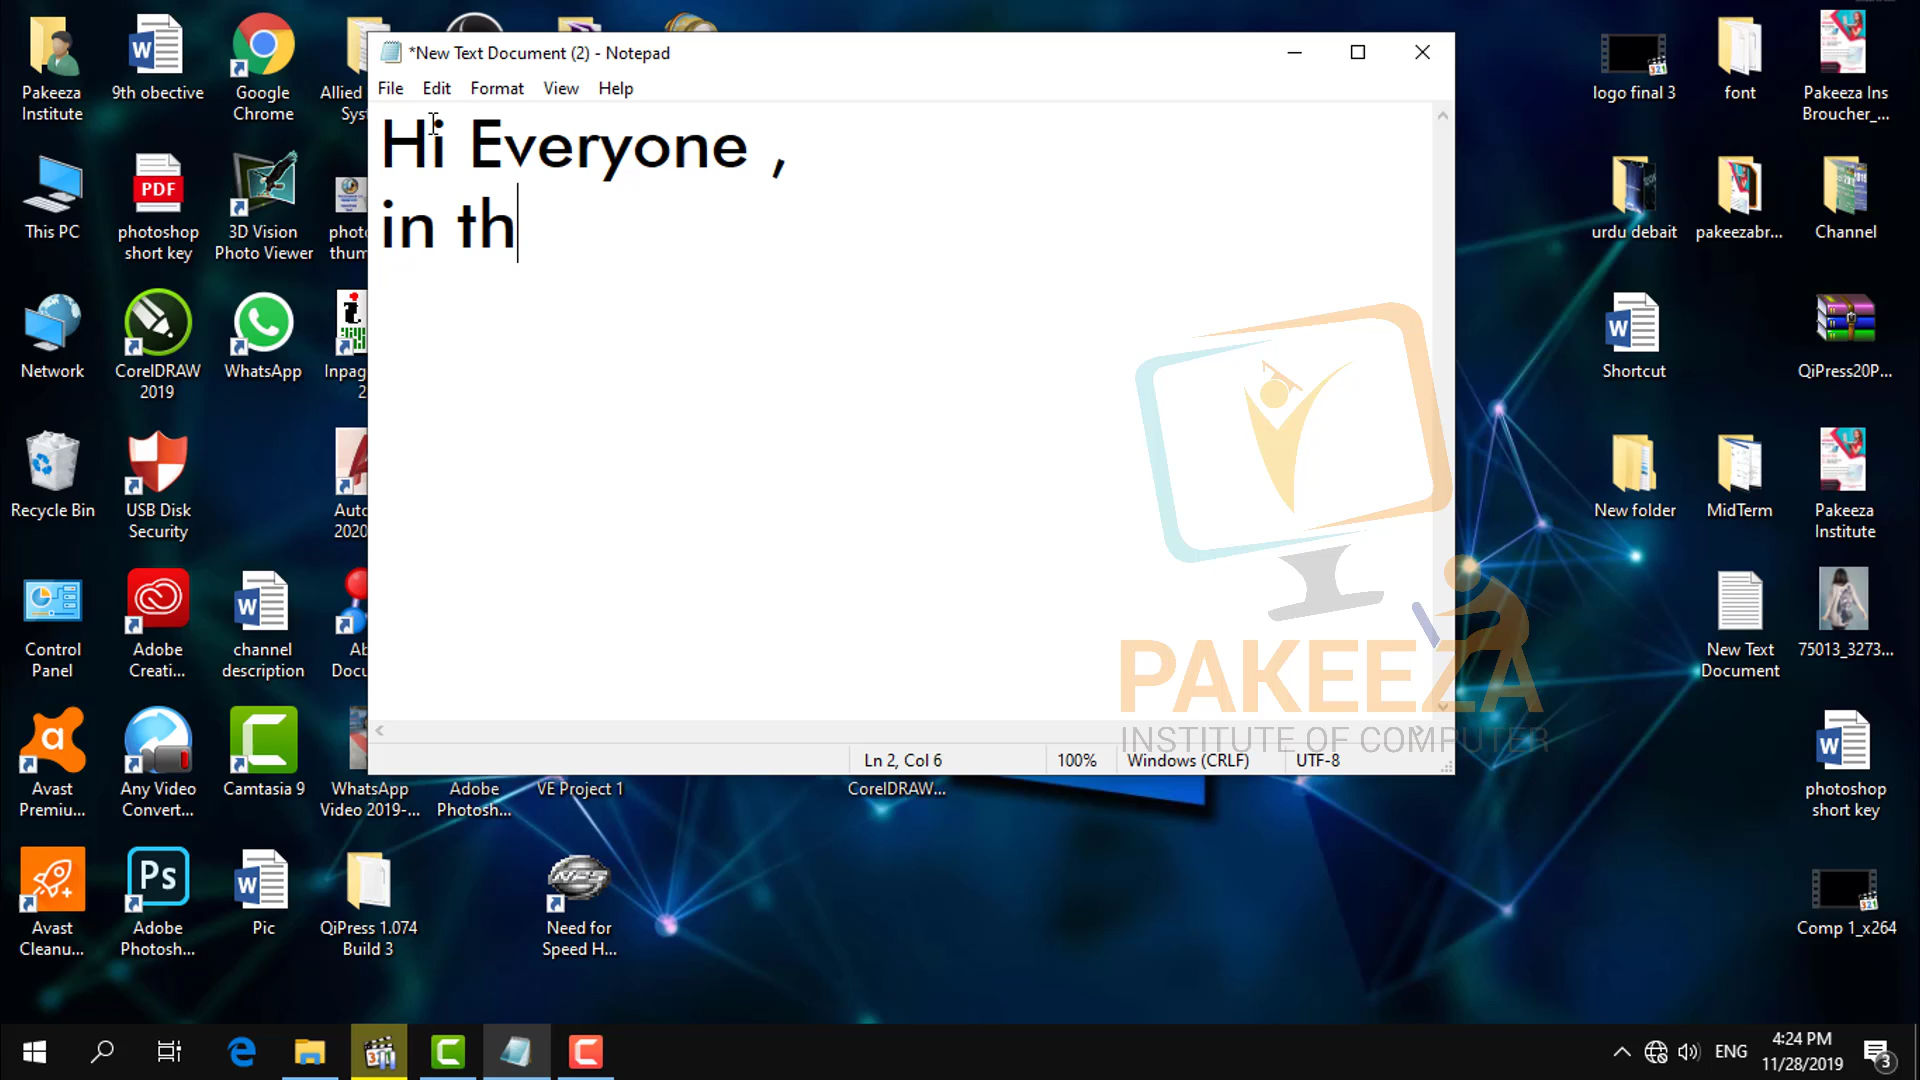 *New Text Document (2) - Notepad
File Edit Format View Help
Hi Everyone ,
in th
Ln 2, Col 6
100%
Windows (CRLF)
UTF-8
PAKEEZA
INSTITUTE OF COMPUTER
Pakeeza
Institute
9th obective
Google
Chrome
Allied
This PC
PDF
photoshop
short key
3D Vision
Photo Viewer
Network
CorelDRAW
2019
WhatsApp
Recycle Bin
USB Disk
Security
2020
Control
Panel
Adobe
Creati...
channel
description
Avast
Premiu...
Any Video
Convert...
Camtasia 9
WhatsApp
Video 2019-...
Adobe
Photosh...
VE Project 1
CorelDRAW...
Avast
Cleanu...
Ps
Adobe
Photosh...
Pic
QiPress 1.074
Build 3
Need for
Speed H...
logo final 3
font
Pakeeza Ins
Broucher_...
urdu debait
pakeezabr...
Channel
Shortcut
QiPress20P...
New folder
MidTerm
Pakeeza
Institute
New Text
Document
75013_3273...
photoshop
short key
Comp 1_x264
ENG
4:24 PM
11/28/2019
3